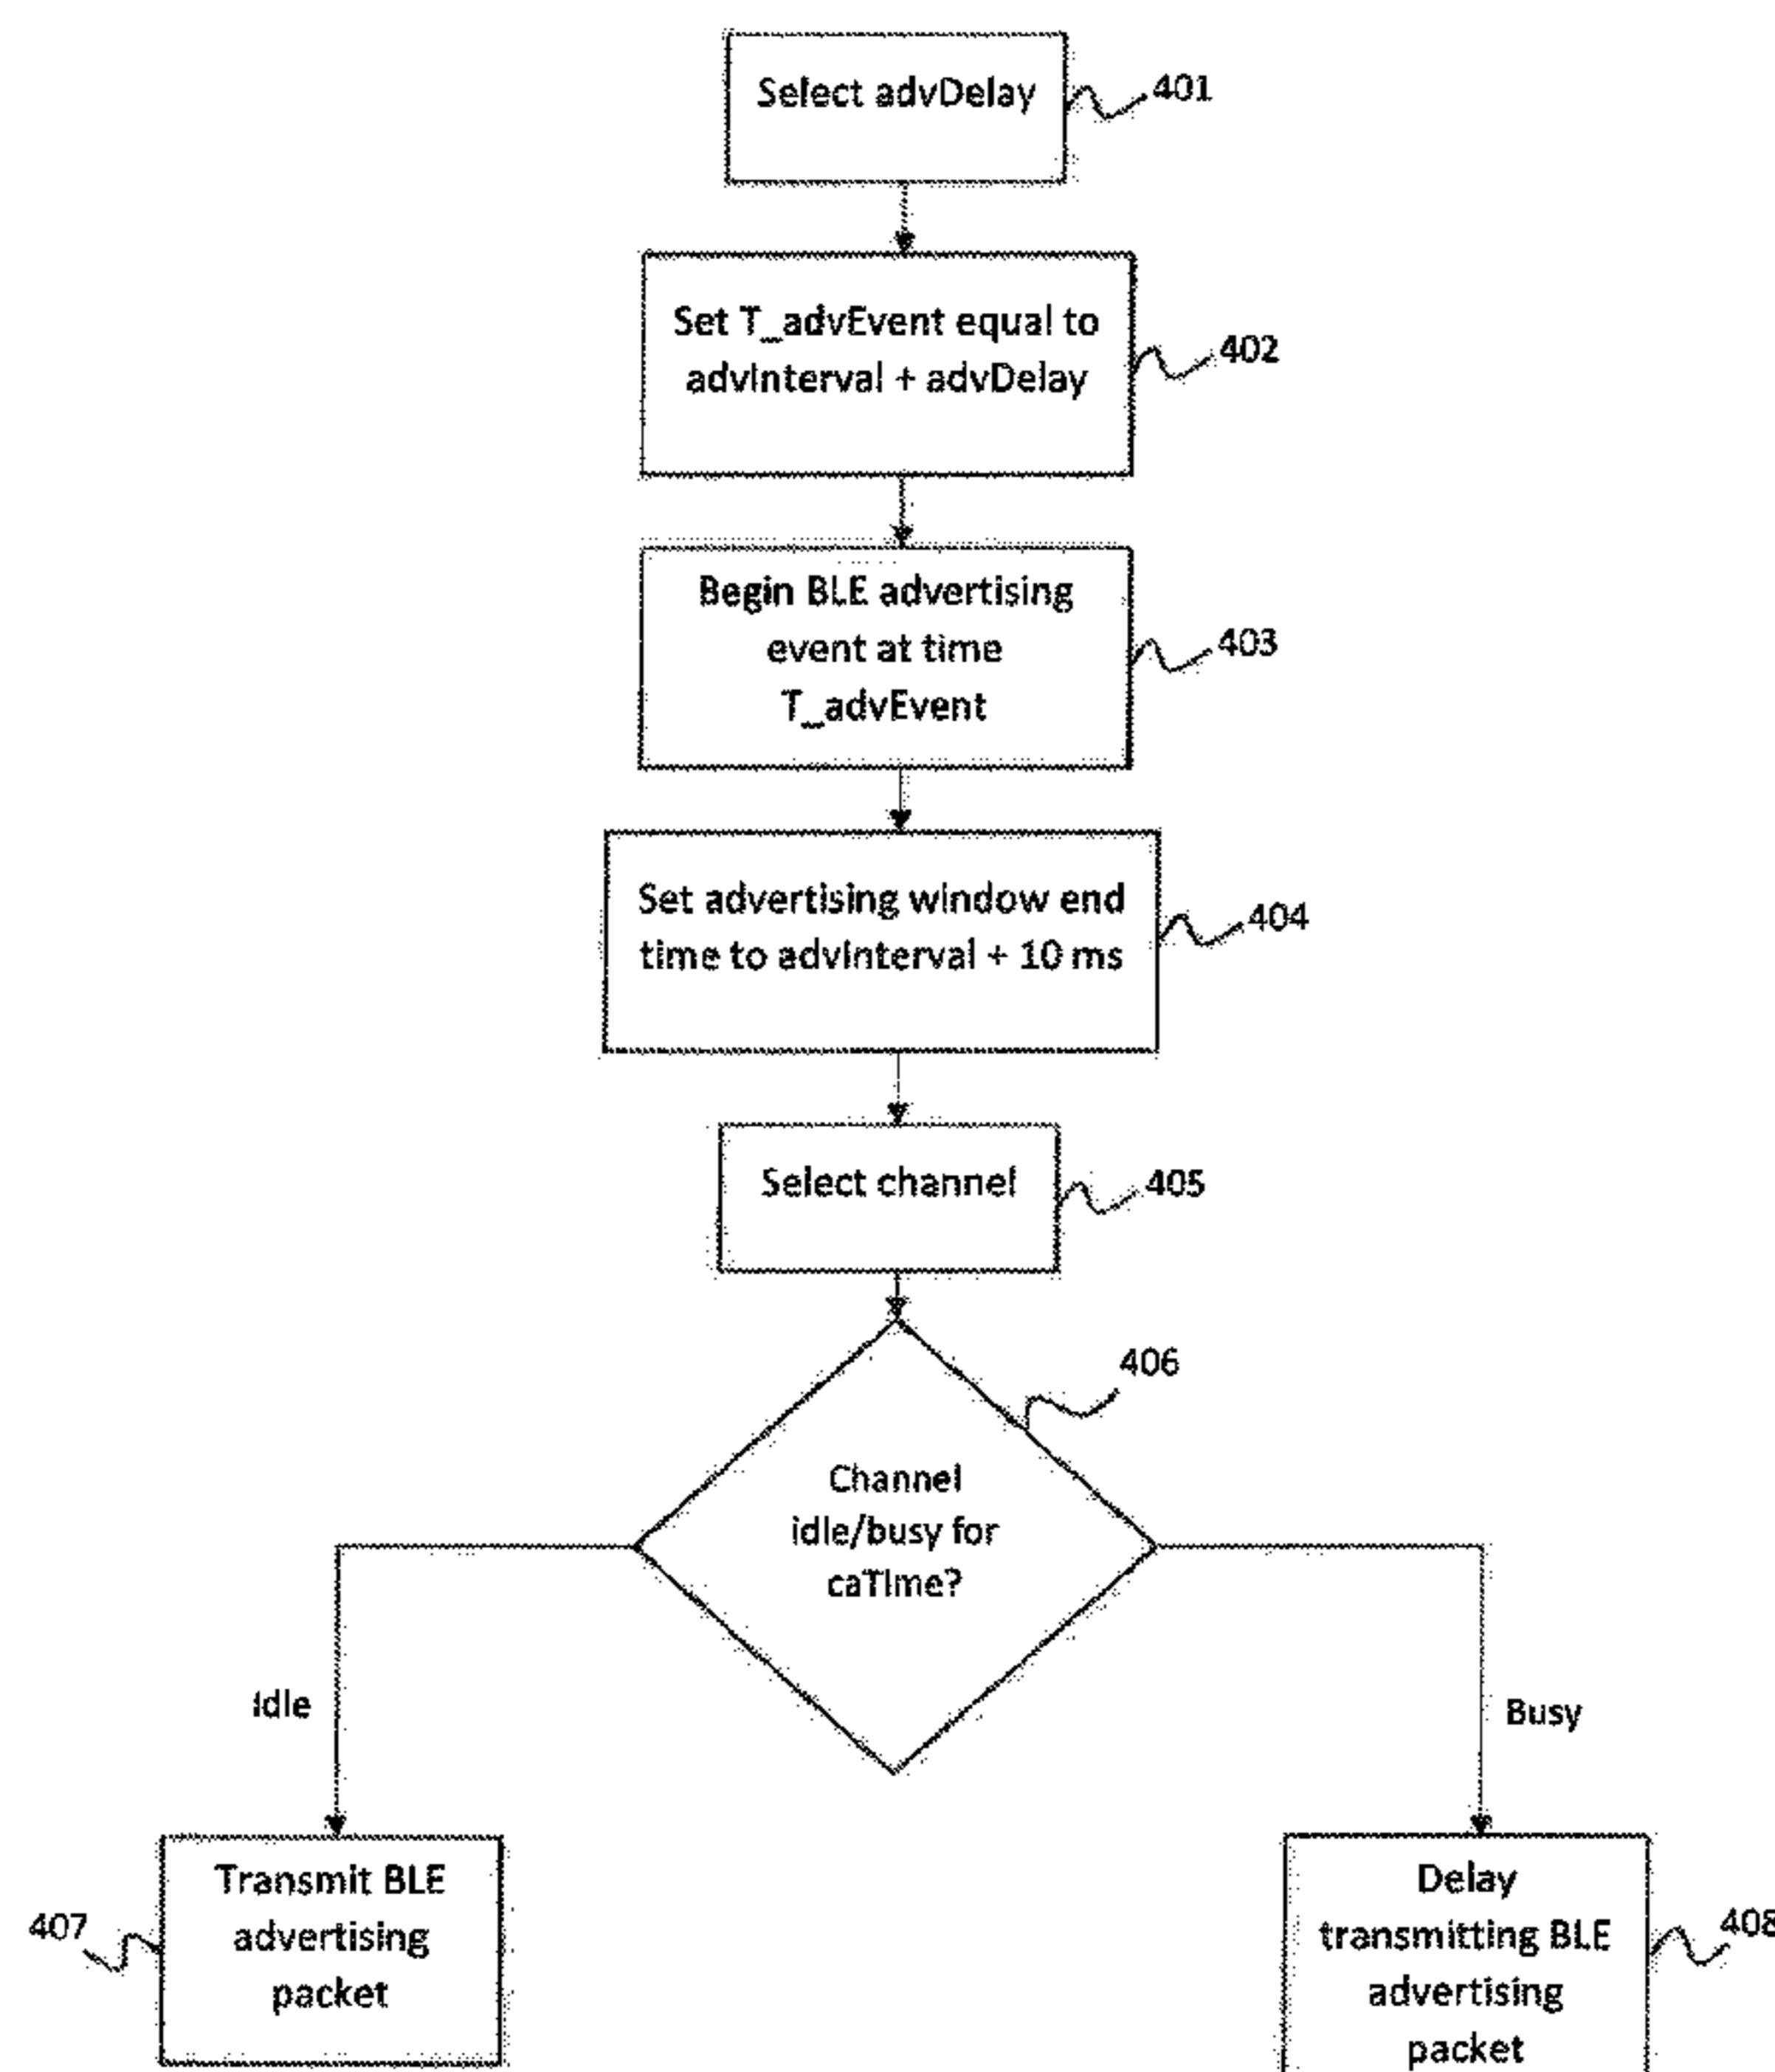 Select advDelay
401
Set T_advEvent equal to
advInterval + advDelay
402
Begin BLE advertising
event at time
T_advEvent
403
Set advertising window end
time to advInterval + 10 ms
404
Select channel
405
406
Channel
idle/busy for
caTime?
Idle
Busy
Transmit BLE
advertising
packet
407
Delay
transmitting BLE
advertising
packet
408